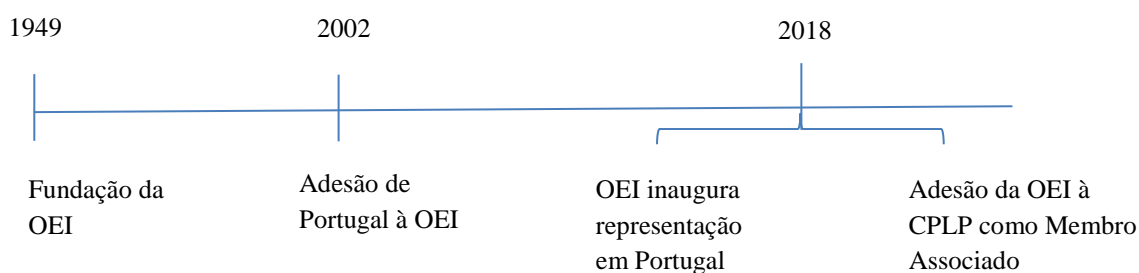 1949
2002
2018
Fundação da
OEI
Adesão de
Portugal à OEI
OEI inaugura
representação
em Portugal
Adesão da OEI à
CPLP como Membro
Associado